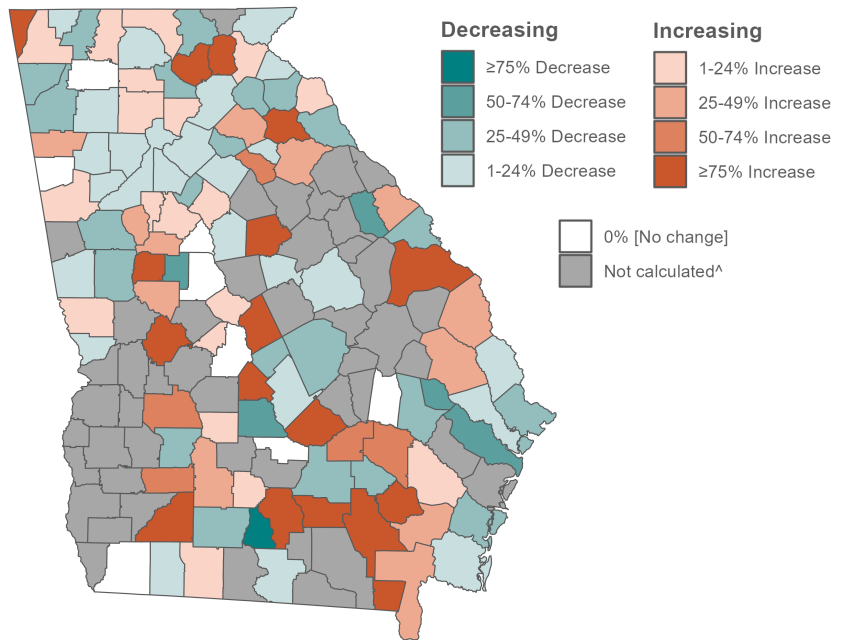 Decreasing
≥75% Decrease
50-74% Decrease
25-49% Decrease
1-24% Decrease
Increasing
1-24% Increase
25-49% Increase
50-74% Increase
≥75% Increase
0% [No change]
Not calculated^